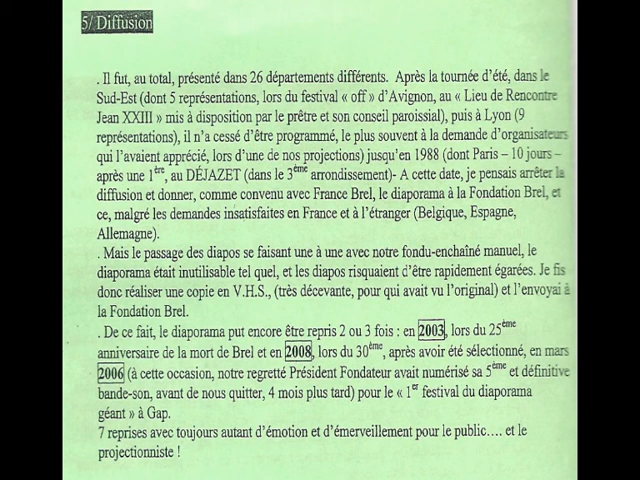 5/ Diffusion
. Il fut, au total, présenté dans 26 départements différents. Après la tournée d'été, dans le
Sud-Est (dont 5 représentations, lors du festival « off » d'Avignon, au « Lieu de Rencontre
Jean XXIII » mis à disposition par le prêtre et son conseil paroissial), puis à Lyon (9
représentations), il n'a cessé d'être programmé, le plus souvent à la demande d'organisateurs
qui l'avaient apprécié, lors d'une de nos projections) jusqu'en 1988 (dont Paris – 10 jours –
après une 1ère, au DÉJAZET (dans le 3ème arrondissement)- A cette date, je pensais arrêter la
diffusion et donner, comme convenu avec France Brel, le diaporama à la Fondation Brel, et
ce, malgré les demandes insatisfaites en France et à l'étranger (Belgique, Espagne,
Allemagne).
. Mais le passage des diapos se faisant une à une avec notre fondu-enchaîné manuel, le
diaporama était inutilisable tel quel, et les diapos risquaient d'être rapidement égarées. Je fis
donc réaliser une copie en V.H.S., (très décevante, pour qui avait vu l'original) et l'envoyai à
la Fondation Brel.
. De ce fait, le diaporama put encore être repris 2 ou 3 fois : en 2003, lors du 25ème
anniversaire de la mort de Brel et en 2008, lors du 30ème, après avoir été sélectionné, en mars
2006 (à cette occasion, notre regretté Président Fondateur avait numérisé sa 5ème et définitive
bande-son, avant de nous quitter, 4 mois plus tard) pour le « 1er festival du diaporama
géant » à Gap.
7 reprises avec toujours autant d'émotion et d'émerveillement pour le public…. et le
projectionniste !